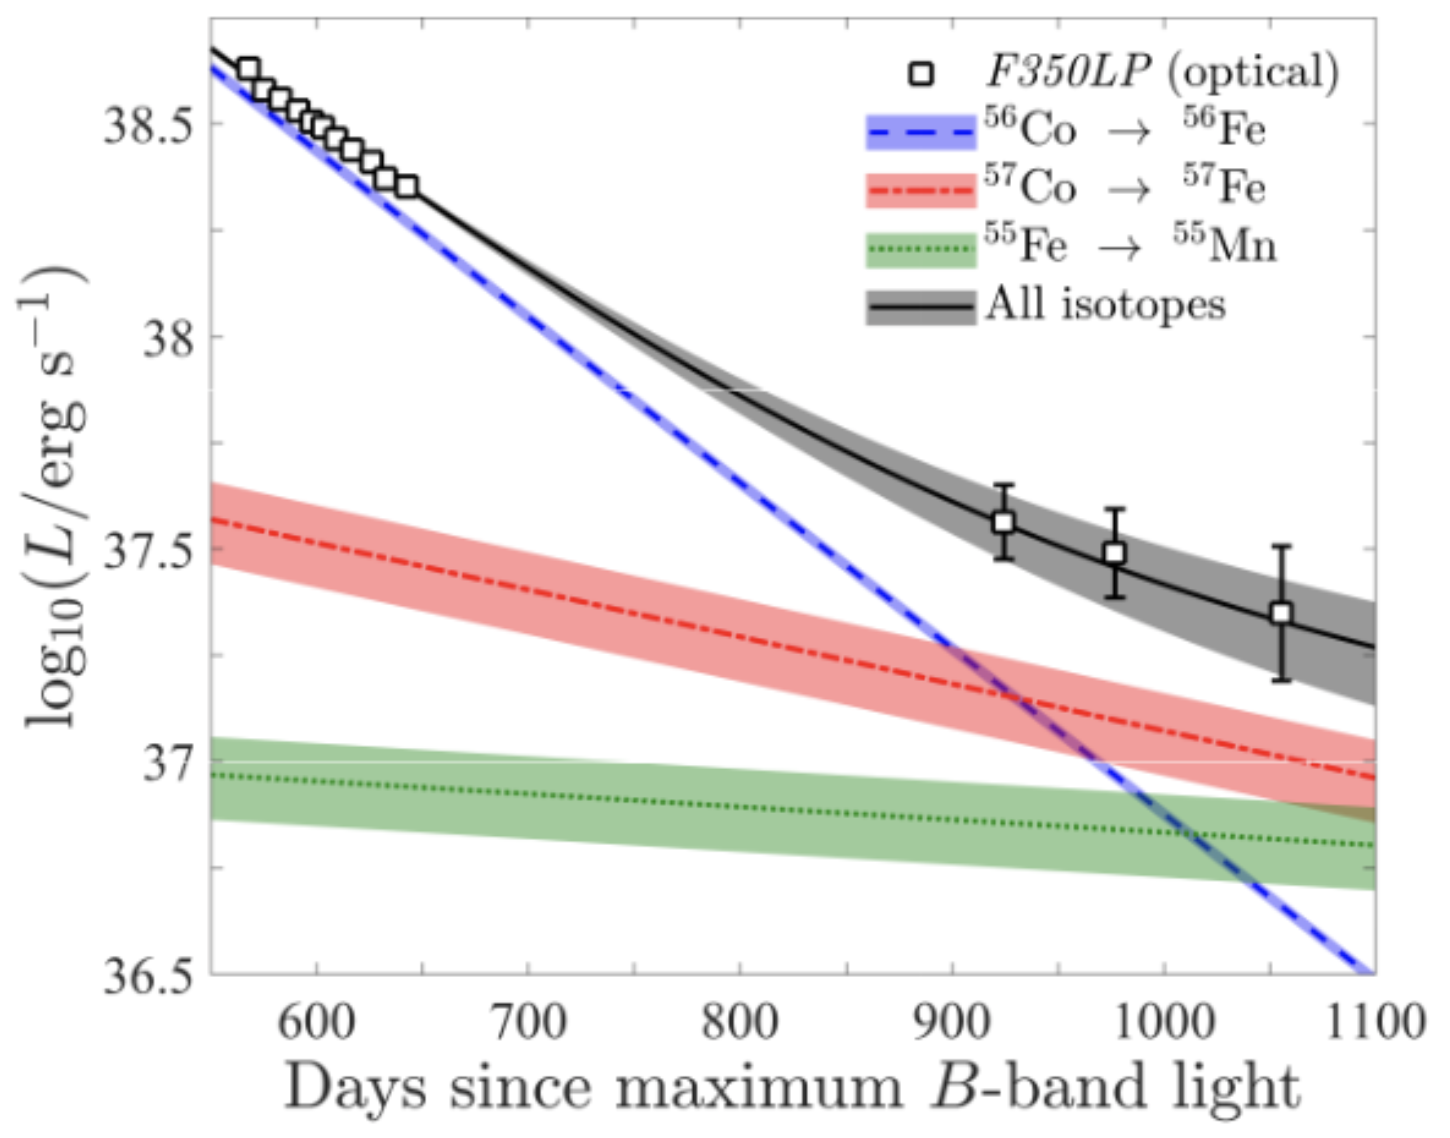 F350LP (optical)
⁵⁶Co → ⁵⁶Fe
⁵⁷Co → ⁵⁷Fe
⁵⁵Fe → ⁵⁵Mn
All isotopes
log₁₀(L/erg s⁻¹)
38.5
38
37.5
37
36.5
600 700 800 900 1000 1100
Days since maximum B-band light